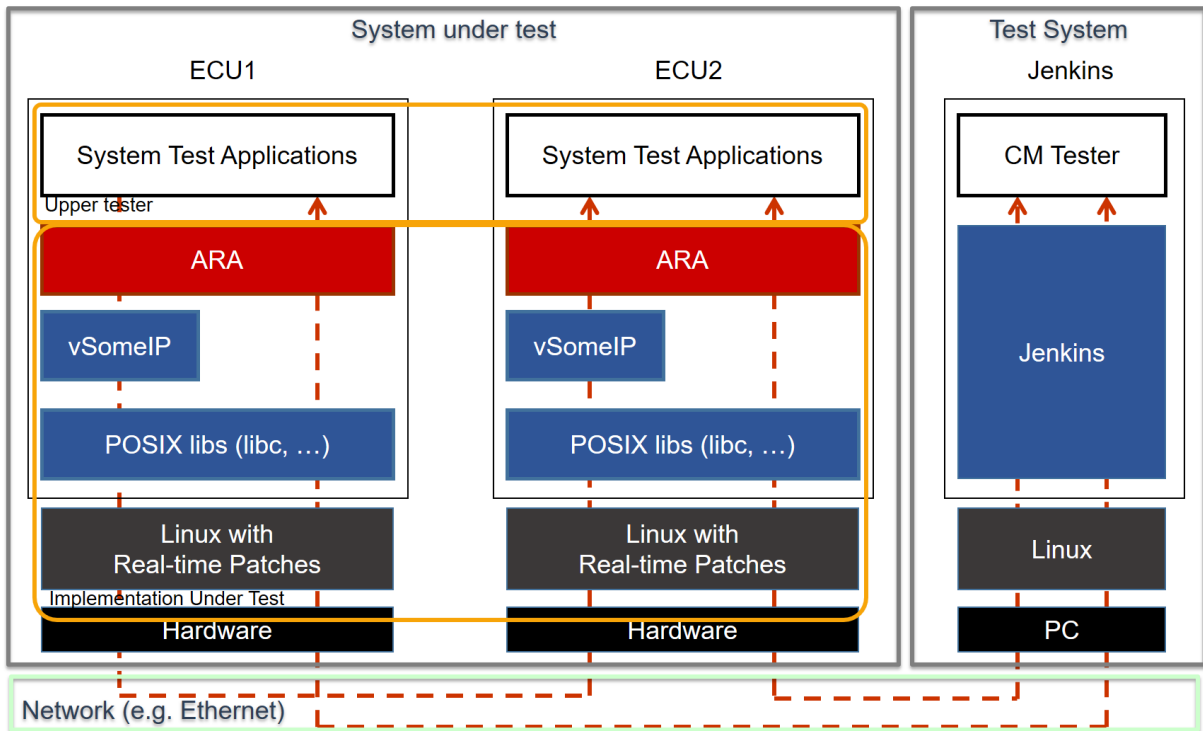 System under test
Test System
ECU1
ECU2
Jenkins
System Test Applications
System Test Applications
CM Tester
Upper tester
ARA
ARA
vSomeIP
vSomeIP
Jenkins
POSIX libs (libc, …)
POSIX libs (libc, …)
Linux with
Real-time Patches
Linux with
Real-time Patches
Linux
Implementation Under Test
Hardware
Hardware
PC
Network (e.g. Ethernet)